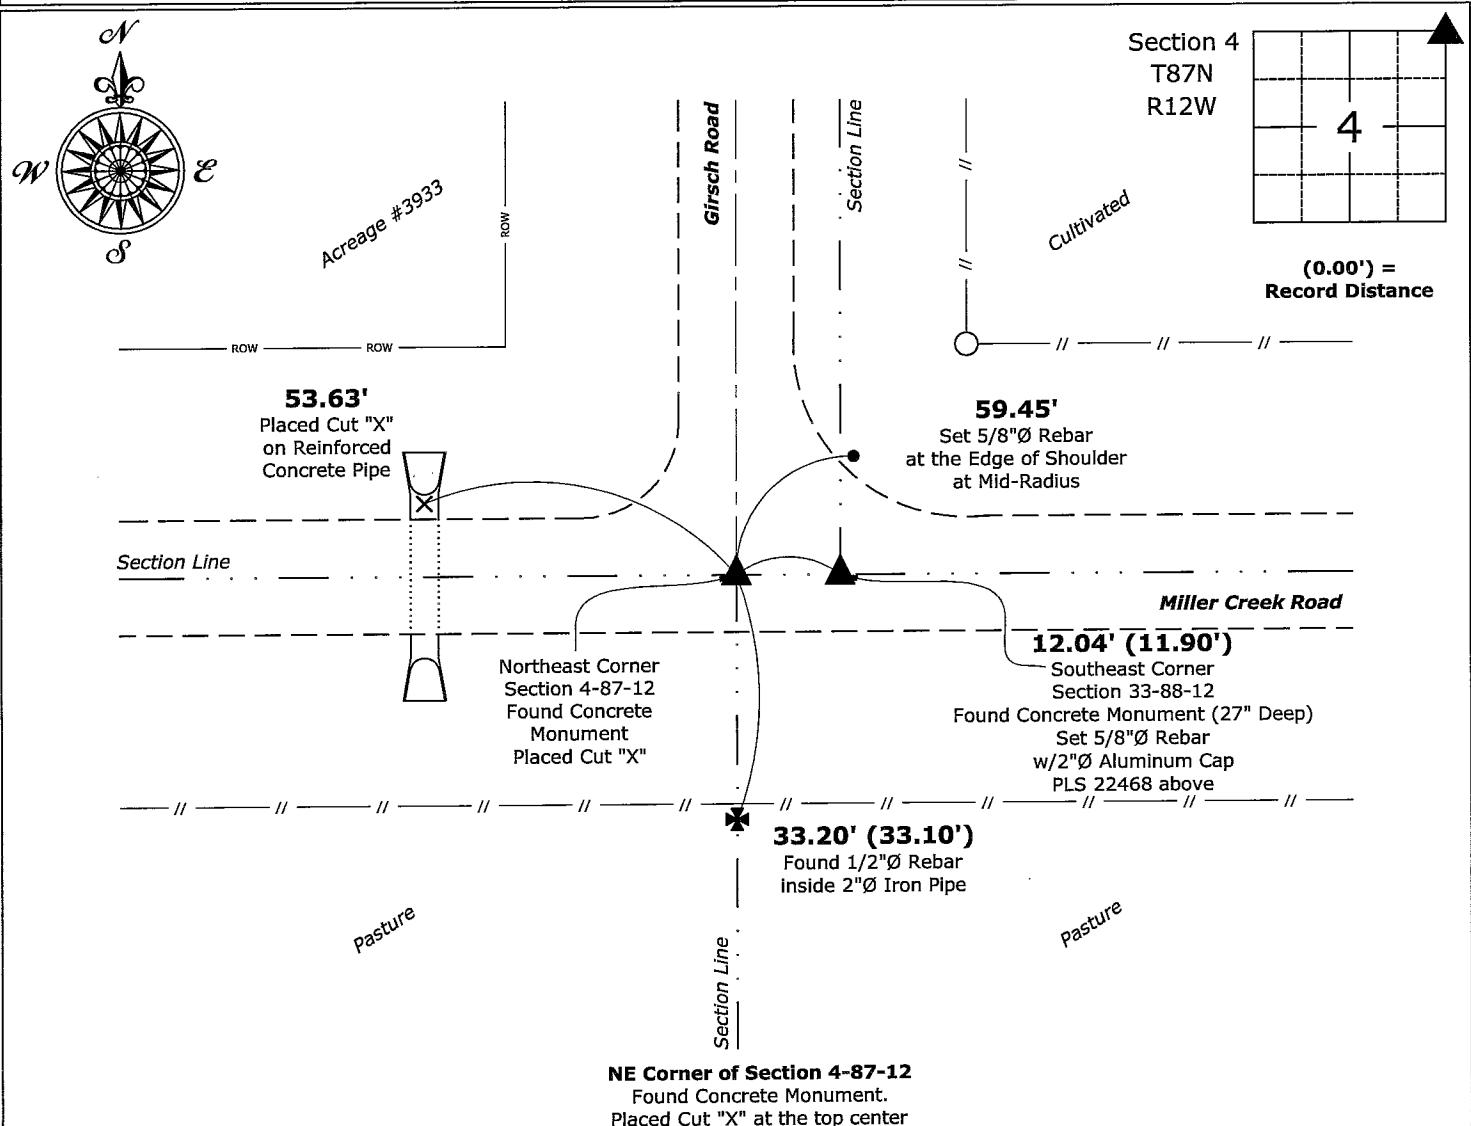 N
W
E
S
Section 4
T87N
R12W
4
(0.00') =
Record Distance
Acreage #3933
ROW
ROW
ROW
Girsch Road
Section Line
Cultivated
53.63'
Placed Cut "X"
on Reinforced
Concrete Pipe
59.45'
Set 5/8"Ø Rebar
at the Edge of Shoulder
at Mid-Radius
Section Line
Miller Creek Road
Northeast Corner
Section 4-87-12
Found Concrete
Monument
Placed Cut "X"
12.04' (11.90')
Southeast Corner
Section 33-88-12
Found Concrete Monument (27" Deep)
Set 5/8"Ø Rebar
w/2"Ø Aluminum Cap
PLS 22468 above
33.20' (33.10')
Found 1/2"Ø Rebar
inside 2"Ø Iron Pipe
Pasture
Pasture
Section Line
NE Corner of Section 4-87-12
Found Concrete Monument.
Placed Cut "X" at the top center